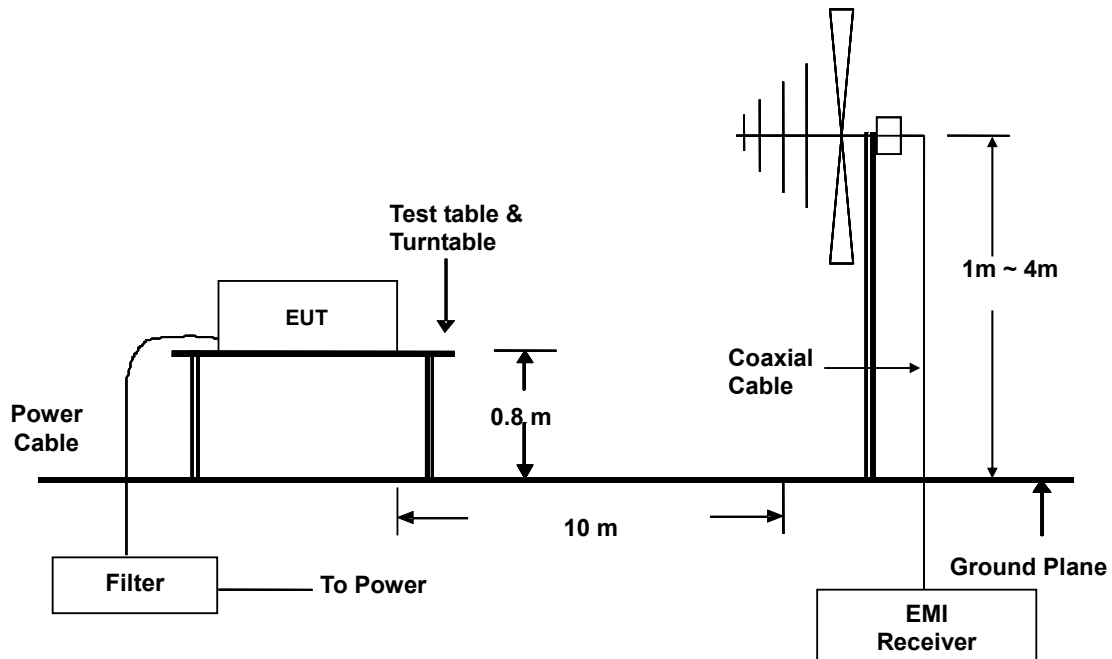 Test table &
Turntable
EUT
1m ~ 4m
Coaxial
Cable
0.8 m
Power
Cable
10 m
Filter
To Power
Ground Plane
EMI
Receiver